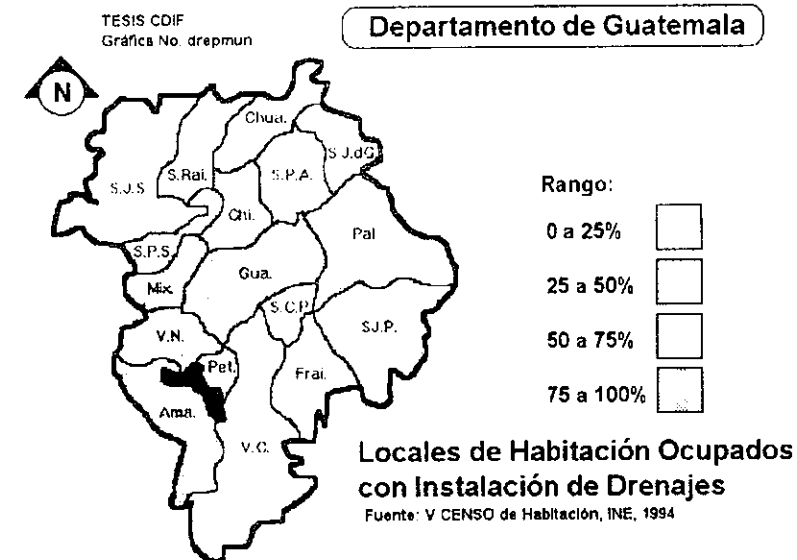 TESIS CDIF
Gráfica No. drepmun
Departamento de Guatemala
N
Chua.
S.J.dG.
S.Rai.
S.P.A.
S.J.S
Chi.
Pal
S.P.S.
Gua.
Mix.
S.C.P.
SJ.P.
V.N.
Pet.
Frai.
Ama.
V.C.
Rango:
0 a 25%
25 a 50%
50 a 75%
75 a 100%
Locales de Habitación Ocupados
con Instalación de Drenajes
Fuente: V CENSO de Habitación, INE, 1994